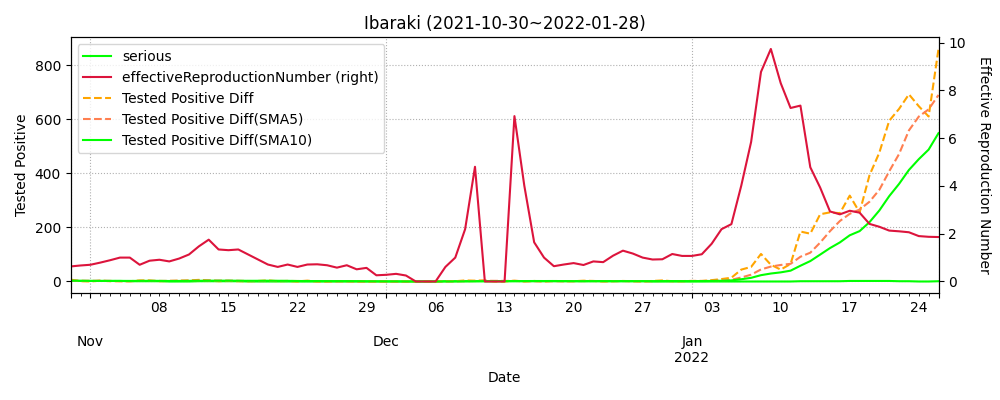 Ibaraki (2021-10-30~2022-01-28)
serious
effectiveReproductionNumber (right)
Tested Positive Diff
Tested Positive Diff(SMA5)
Tested Positive Diff(SMA10)
Tested Positive
800
600
400
200
0
10
8
6
4
2
0
Effective Reproduction Number
08 15 22 29 06 13 20 27 03 10 17 24
Nov Dec Jan
2022
Date